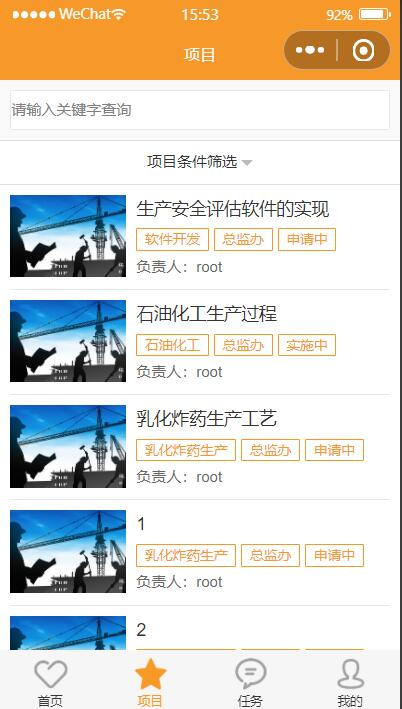 WeChat 15:53 92%
项目
请输入关键字查询
项目条件筛选
生产安全评估软件的实现
软件开发 总监办 申请中
负责人：root
石油化工生产过程
石油化工 总监办 实施中
负责人：root
乳化炸药生产工艺
乳化炸药生产 总监办 申请中
负责人：root
1
乳化炸药生产 总监办 申请中
负责人：root
2
首页 项目 任务 我的